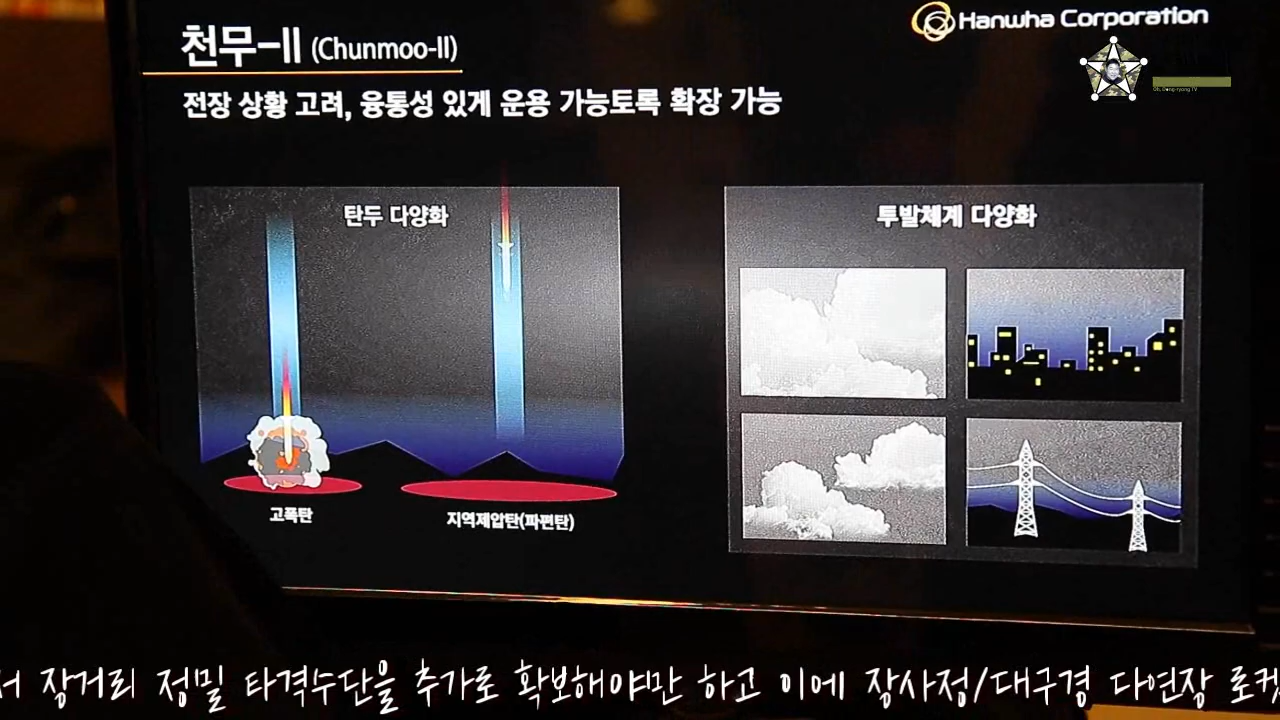 Hanwha Corporation
천무-II (Chunmoo-II)
전장 상황 고려, 융통성 있게 운용 가능토록 확장 가능
탄두 다양화
투발체계 다양화
고폭탄
지역제압탄(파편탄)
장거리 정밀 타격수단을 추가로 확보해야만 하고 이에 장사정/대구경 다연장